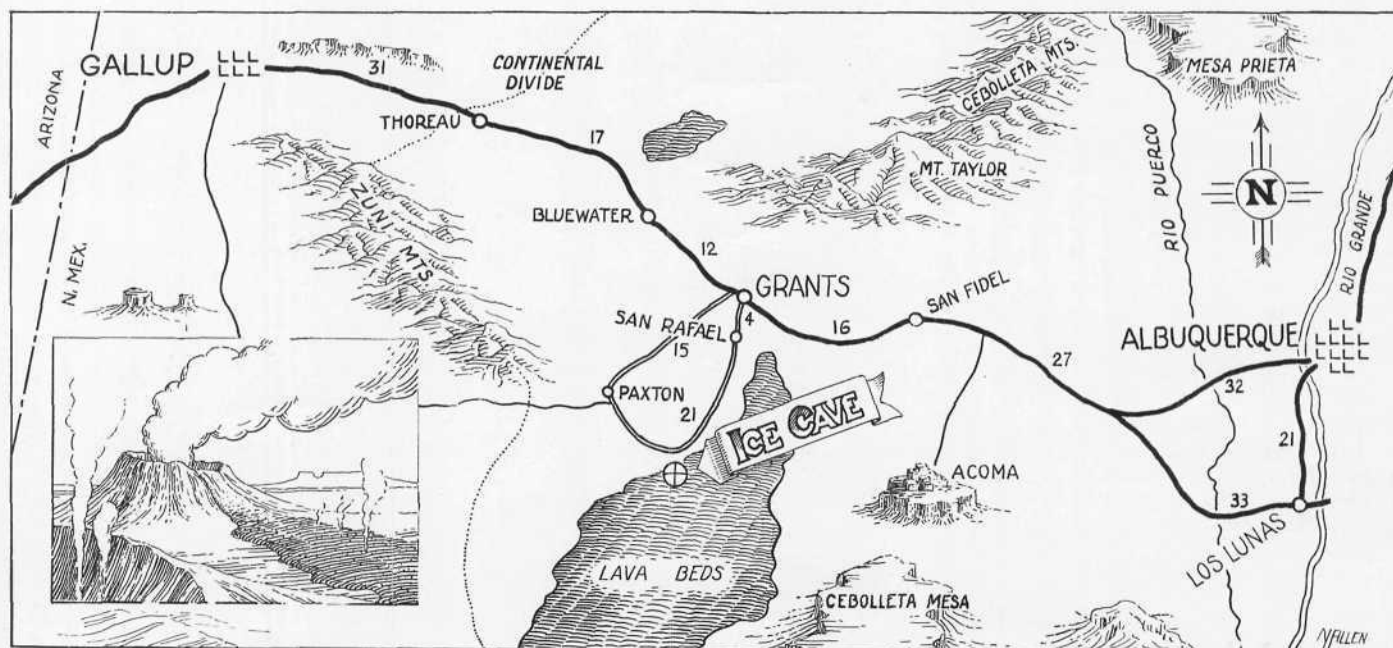 GALLUP
31
CONTINENTAL
DIVIDE
ARIZONA
N. MEX.
THOREAU
17
ZUNI MTS
BLUEWATER
12
CEBOLLETA MTS.
MT. TAYLOR
MESA PRIETA
RIO PUERCO
N
RIO GRANDE
GRANTS
SAN RAFAEL
4
15
PAXTON
21
16
SAN FIDEL
27
ALBUQUERQUE
32
21
33
LOS LUNAS
ICE CAVE
ACOMA
LAVA BEDS
CEBOLLETA MESA